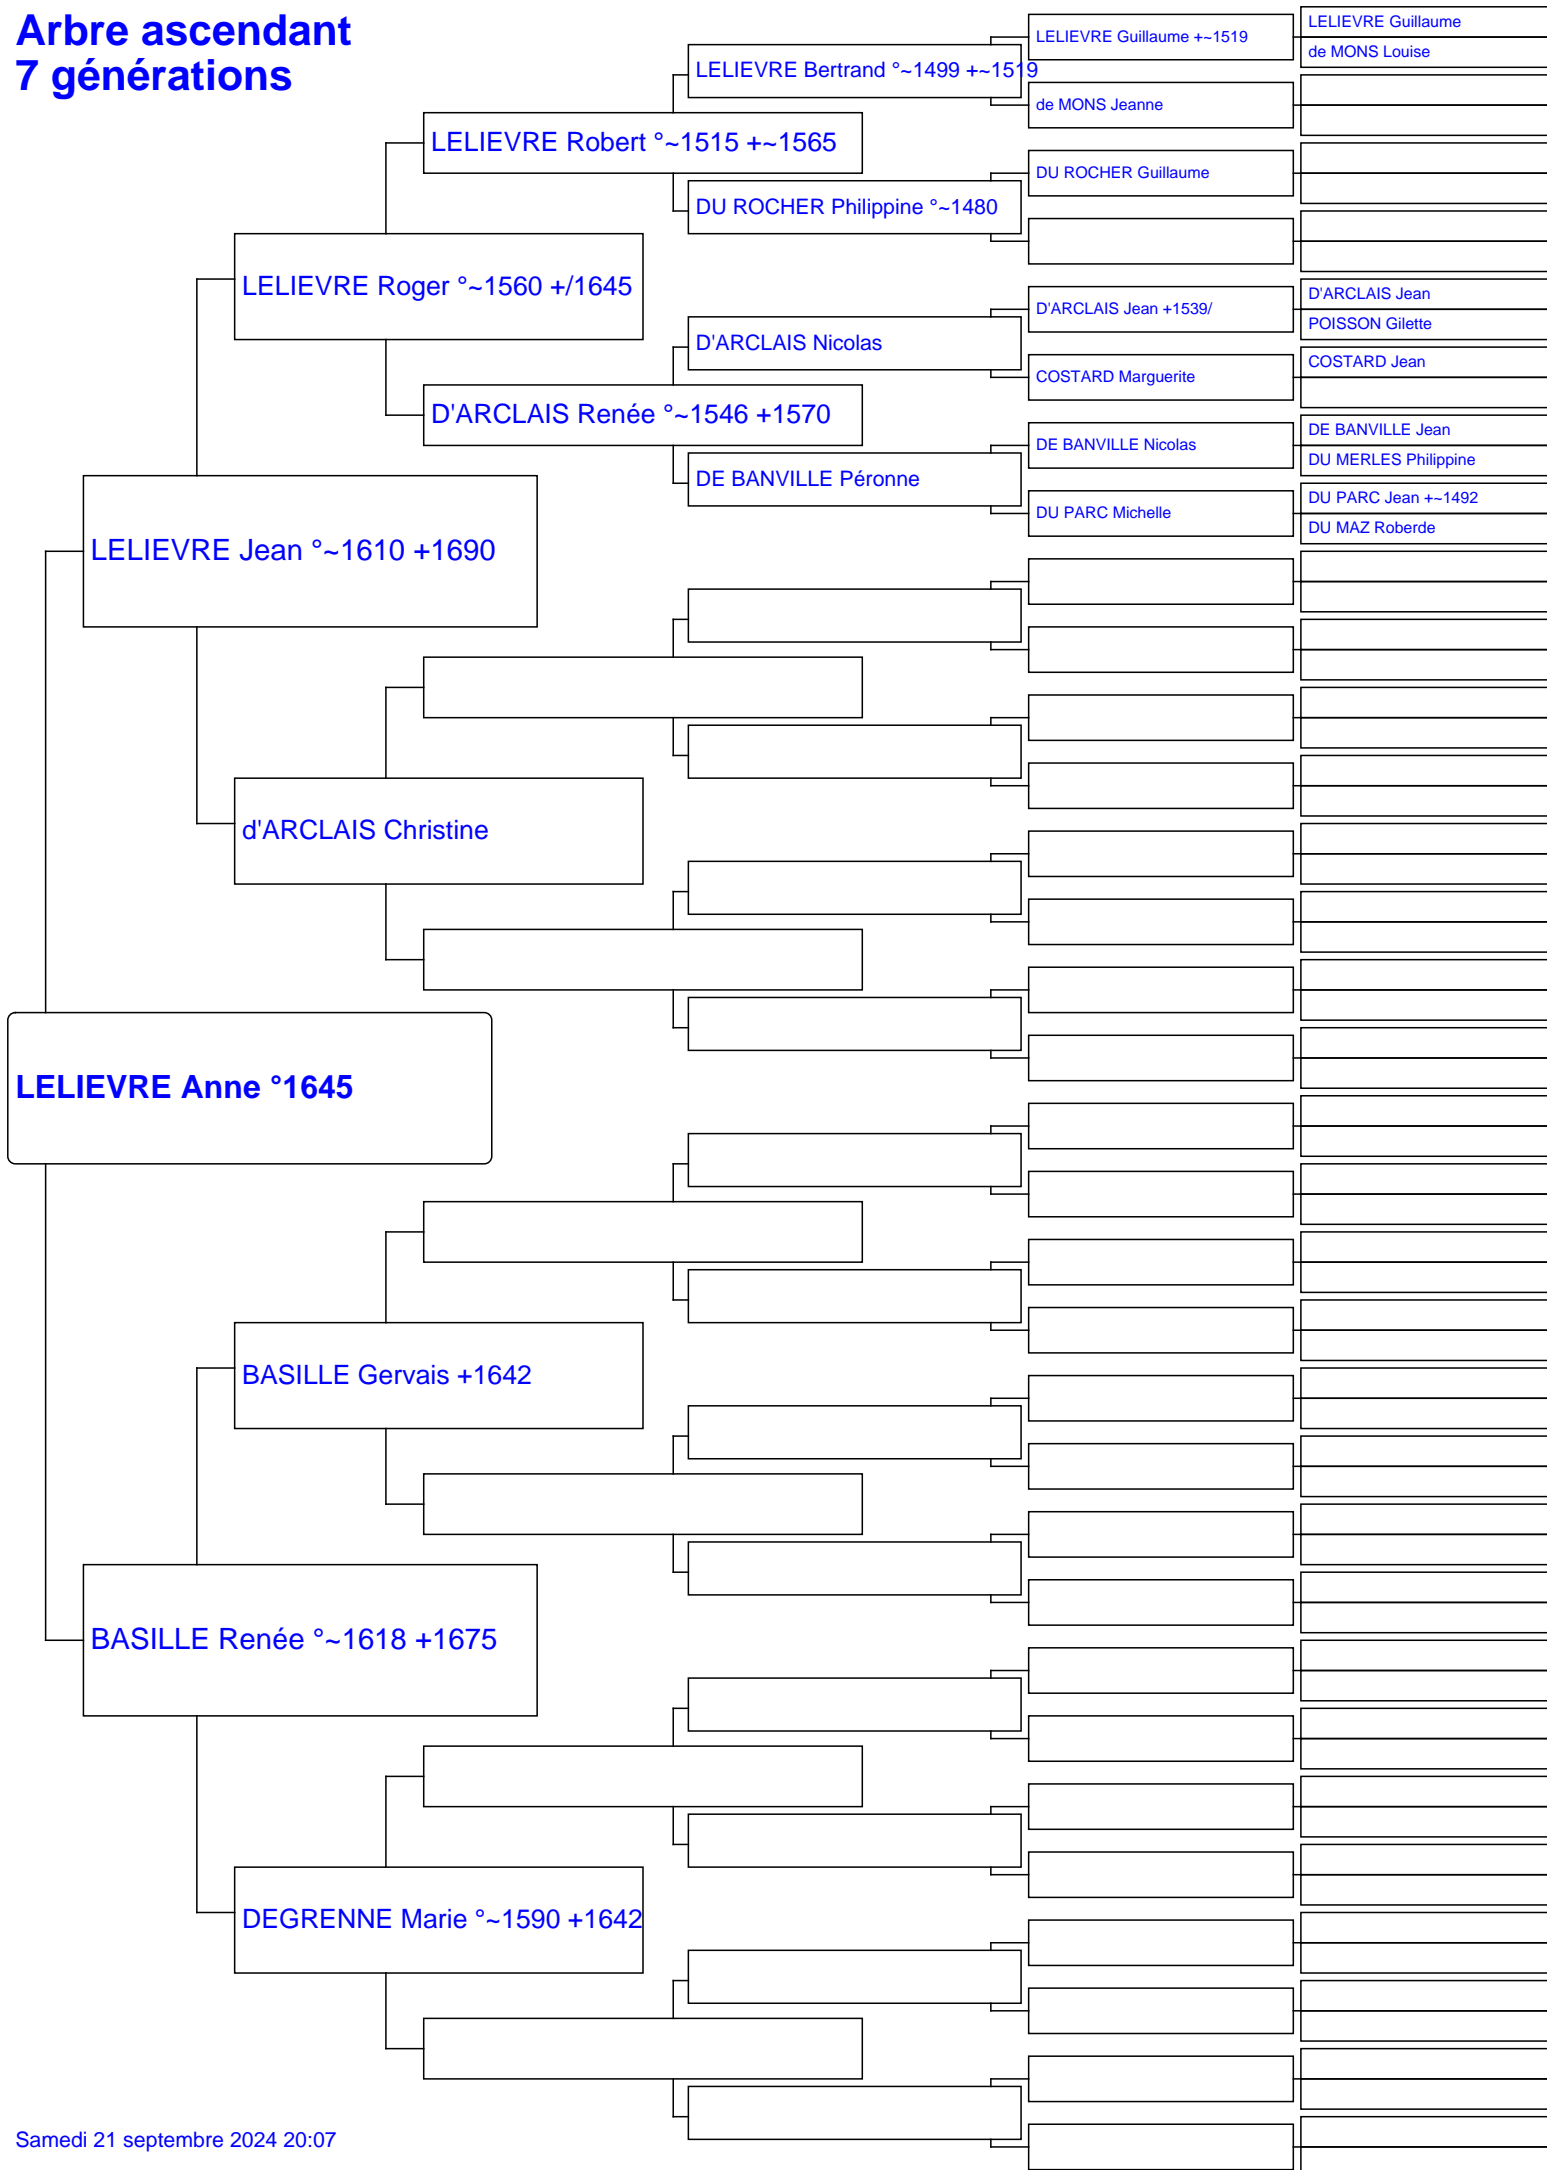 Arbre ascendant
7 générations
LELIEVRE Guillaume
LELIEVRE Guillaume +~1519
de MONS Louise
LELIEVRE Bertrand °~1499 +~1519
de MONS Jeanne
LELIEVRE Robert °~1515 +~1565
DU ROCHER Guillaume
DU ROCHER Philippine °~1480
LELIEVRE Roger °~1560 +/1645
D'ARCLAIS Jean
D'ARCLAIS Jean +1539/
POISSON Gilette
D'ARCLAIS Nicolas
COSTARD Jean
COSTARD Marguerite
D'ARCLAIS Renée °~1546 +1570
DE BANVILLE Jean
DE BANVILLE Nicolas
DU MERLES Philippine
DE BANVILLE Péronne
DU PARC Jean +~1492
DU PARC Michelle
DU MAZ Roberde
LELIEVRE Jean °~1610 +1690
d'ARCLAIS Christine
LELIEVRE Anne °1645
BASILLE Gervais +1642
BASILLE Renée °~1618 +1675
DEGRENNE Marie °~1590 +1642
Samedi 21 septembre 2024 20:07